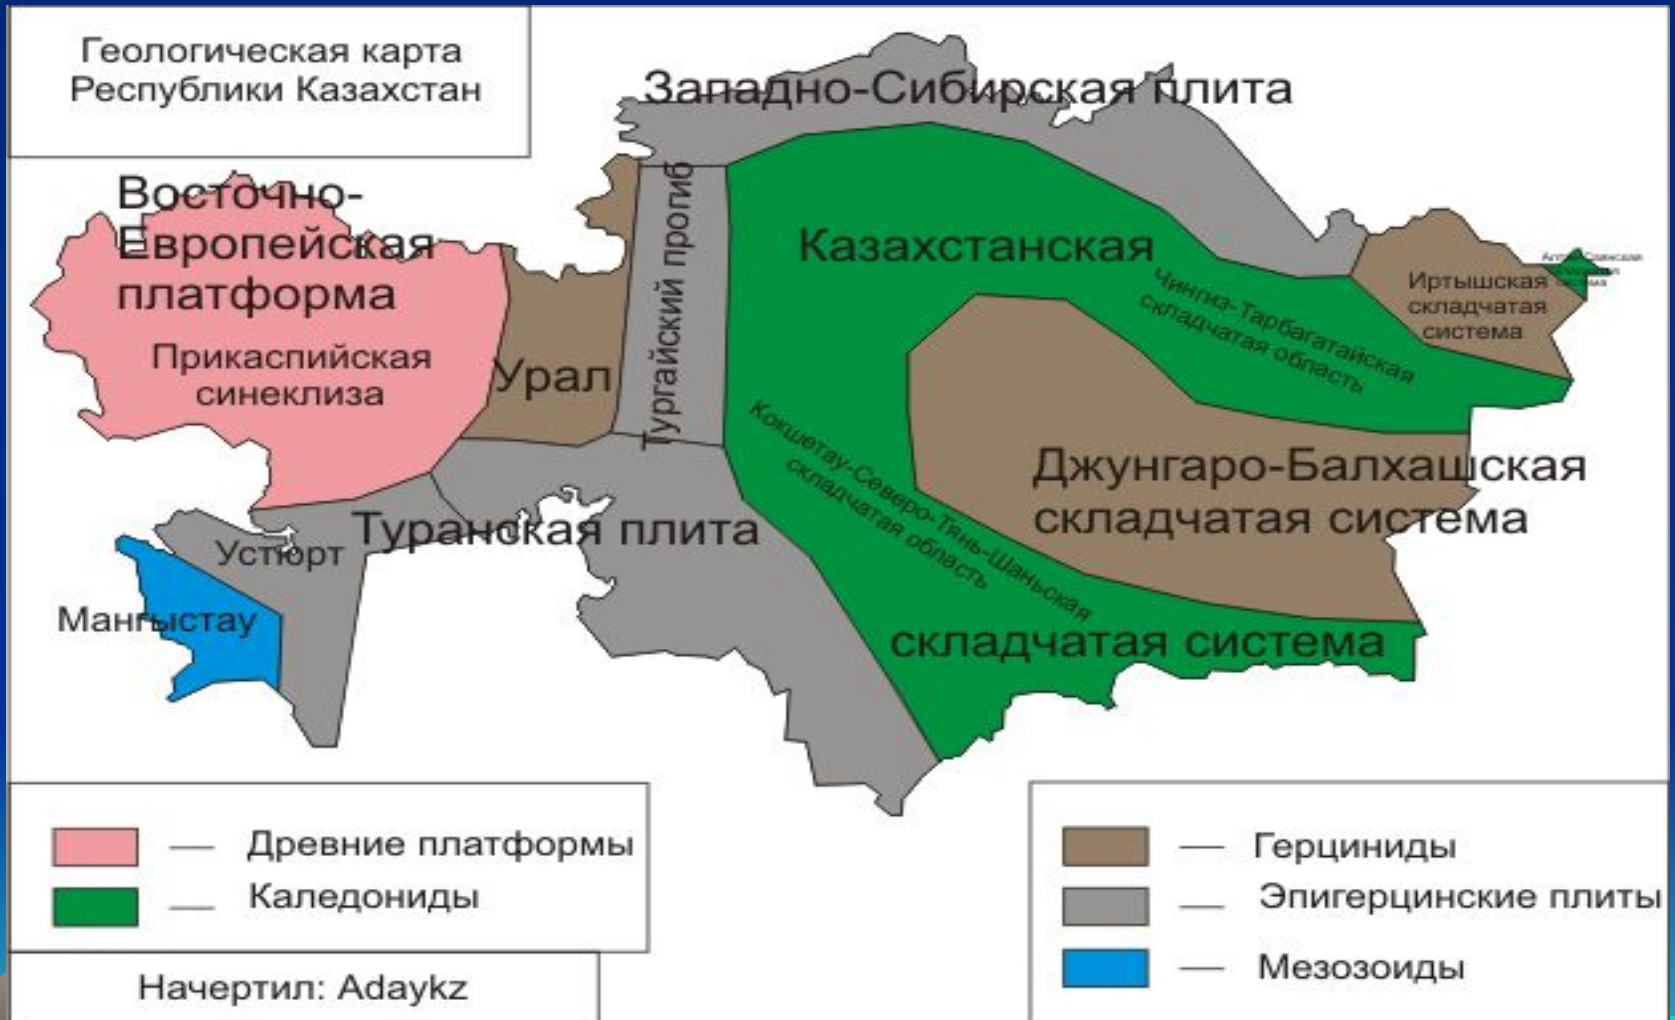 Геологическая карта
Республики Казахстан
Западно-Сибирская плита
Восточно-
Европейская
платформа
Прикаспийская
синеклиза
Урал
Тургайский прогиб
Казахстанская
Чингиз-Тарбагатайская
складчатая область
Иртышская
складчатая
система
система
Кокшетау-Северо-Тянь-Шаньская
складчатая область
Джунгаро-Балхашская
складчатая система
Туранская плита
Устюрт
Мангыстау
складчатая система
Древние платформы
Каледониды
Начертил: Adaykz
Герциниды
Эпигерцинские плиты
Мезозоиды